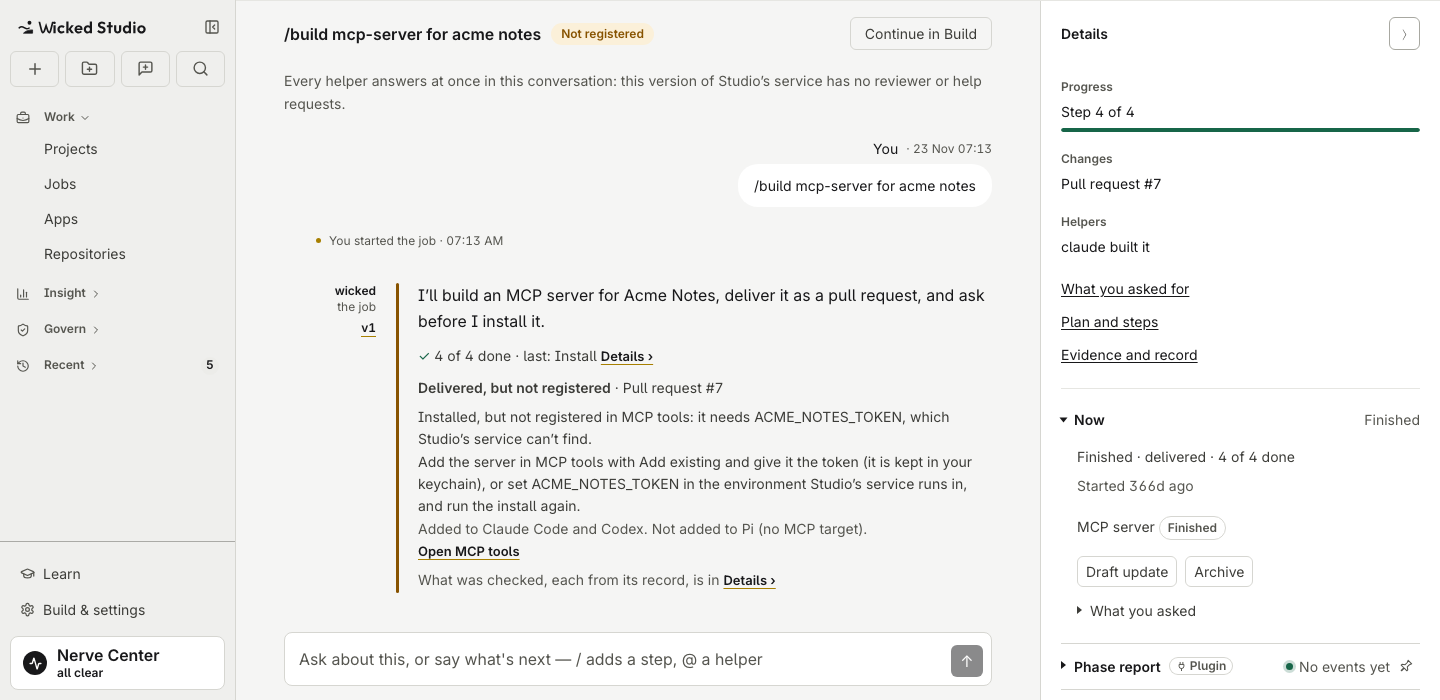 Wicked Studio
Work
Projects
Jobs
Apps
Repositories
Insight
Govern
Recent 5
Learn
Build & settings
Nerve Center
all clear
/build mcp-server for acme notes Not registered Continue in Build
Every helper answers at once in this conversation: this version of Studio’s service has no reviewer or help
requests.
You · 23 Nov 07:13
/build mcp-server for acme notes
You started the job · 07:13 AM
wicked
the job
v1
I’ll build an MCP server for Acme Notes, deliver it as a pull request, and ask
before I install it.
✓ 4 of 4 done · last: Install Details ›
Delivered, but not registered · Pull request #7
Installed, but not registered in MCP tools: it needs ACME_NOTES_TOKEN, which
Studio’s service can’t find.
Add the server in MCP tools with Add existing and give it the token (it is kept in your
keychain), or set ACME_NOTES_TOKEN in the environment Studio’s service runs in,
and run the install again.
Added to Claude Code and Codex. Not added to Pi (no MCP target).
Open MCP tools
What was checked, each from its record, is in Details ›
Ask about this, or say what's next — / adds a step, @ a helper
Details
Progress
Step 4 of 4
Changes
Pull request #7
Helpers
claude built it
What you asked for
Plan and steps
Evidence and record
Now Finished
Finished · delivered · 4 of 4 done
Started 366d ago
MCP server Finished
Draft update Archive
What you asked
Phase report Plugin No events yet